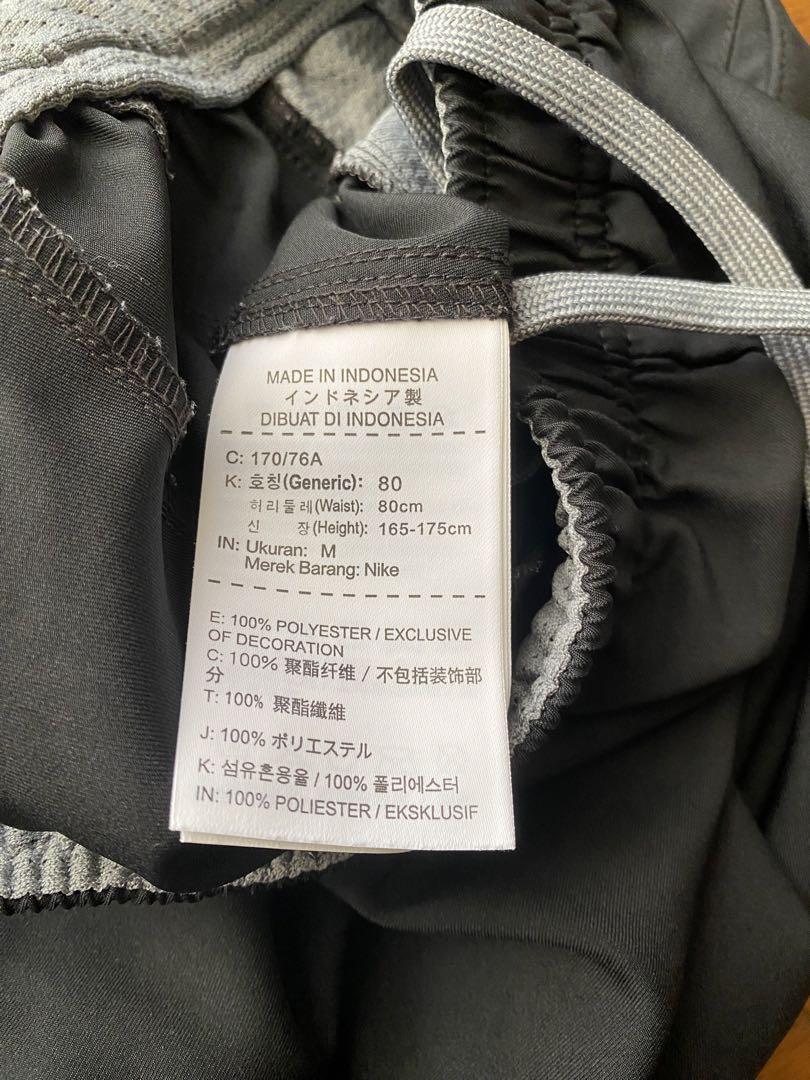 MADE IN INDONESIA
インドネシア製
DIBUAT DI INDONESIA
C: 170/76A
K: 호칭(Generic): 80
허리둘레(Waist): 80cm
신 장(Height): 165-175cm
IN: Ukuran: M
Merek Barang: Nike
E: 100% POLYESTER / EXCLUSIVE
OF DECORATION
C: 100% 聚酯纤维 / 不包括装饰部
分
T: 100% 聚酯纖維
J: 100% ポリエステル
K: 섬유혼용율 / 100% 폴리에스터
IN: 100% POLIESTER / EKSKLUSIF